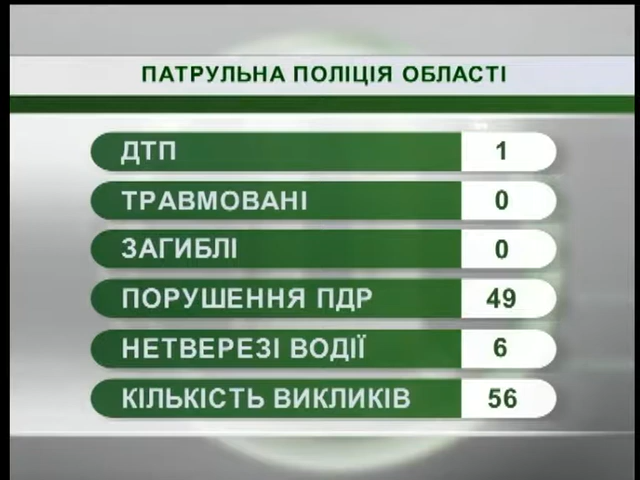 ПАТРУЛЬНА ПОЛІЦІЯ ОБЛАСТІ
ДТП 1
ТРАВМОВАНІ 0
ЗАГИБЛІ 0
ПОРУШЕННЯ ПДР 49
НЕТВЕРЕЗІ ВОДІЇ 6
КІЛЬКІСТЬ ВИКЛИКІВ 56